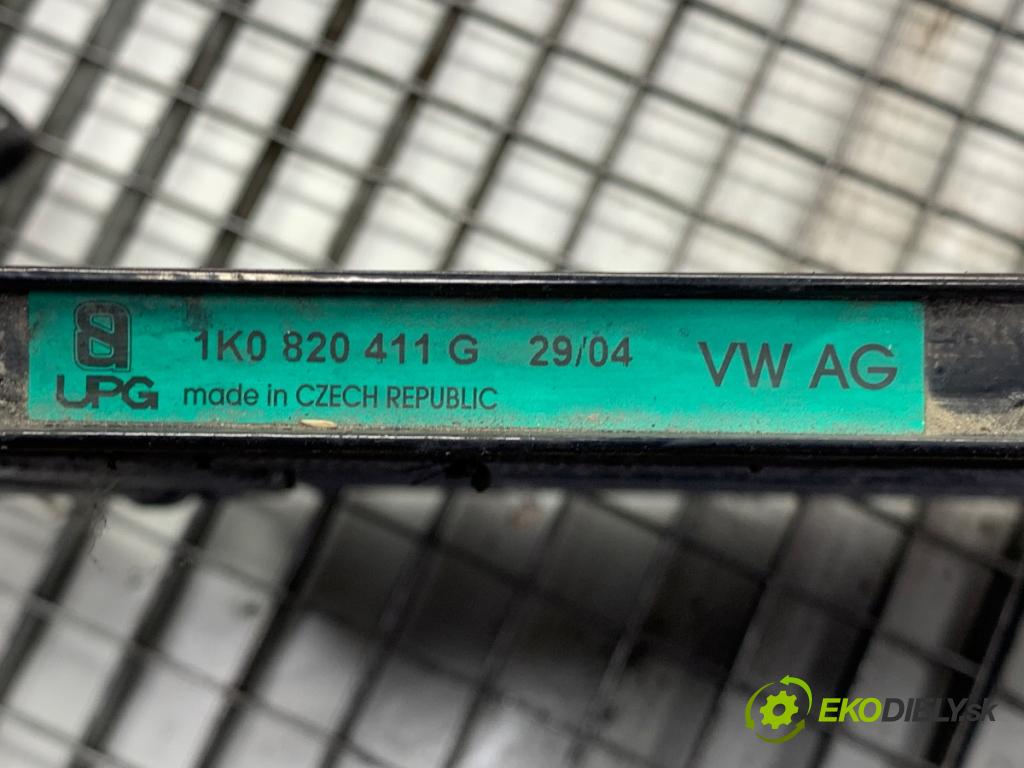 1K0 820 411 G 29/04 VW AG
UPG made in CZECH REPUBLIC
EKODIELY.sk